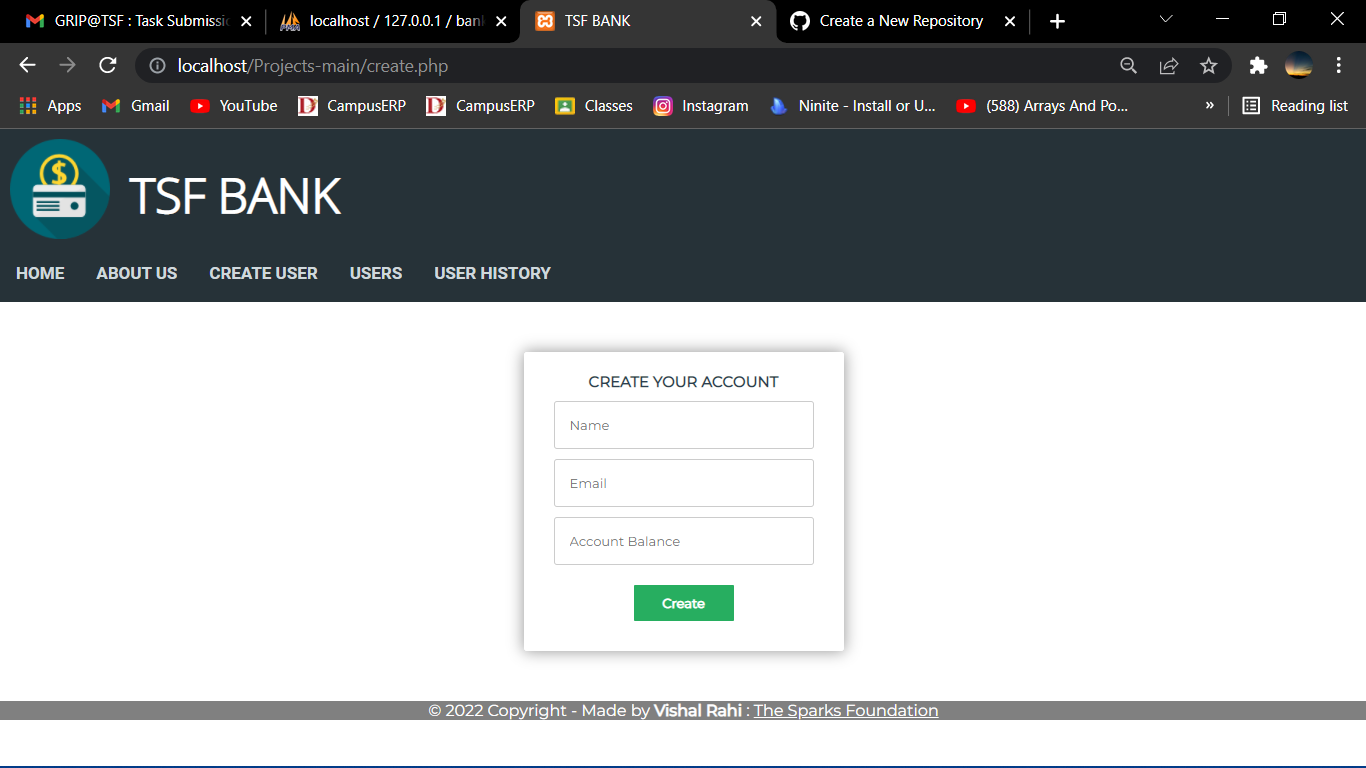 GRIP@TSF : Task Submissi
localhost / 127.0.0.1 / bank
TSF BANK
Create a New Repository
localhost/Projects-main/create.php
Apps
Gmail
YouTube
CampusERP
CampusERP
Classes
Instagram
Ninite - Install or U...
(588) Arrays And Po...
»
Reading list
TSF BANK
HOME ABOUT US CREATE USER USERS USER HISTORY
CREATE YOUR ACCOUNT
Name
Email
Account Balance
Create
© 2022 Copyright - Made by Vishal Rahi : The Sparks Foundation